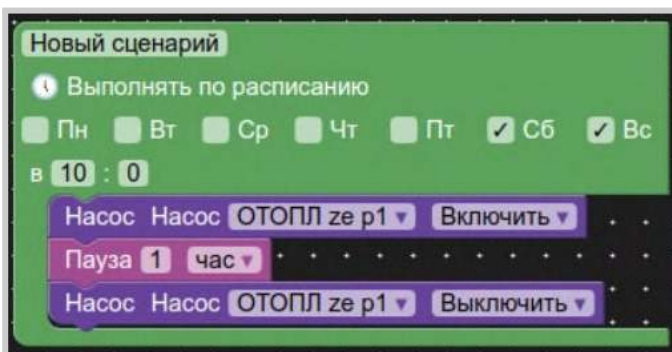 Новый сценарий
Выполнять по расписанию
Пн Вт Ср Чт Пт Сб Вс
в 10 : 0
Насос Насос ОТОПЛ ze p1 Включить
Пауза 1 час
Насос Насос ОТОПЛ ze p1 Выключить